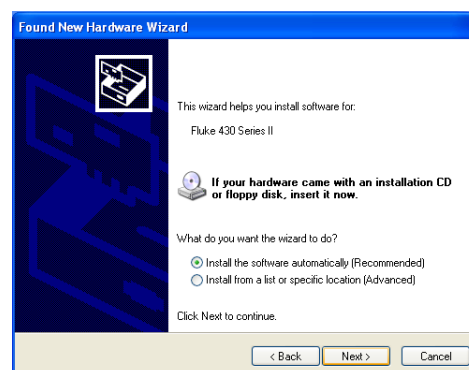 Found New Hardware Wizard
This wizard helps you install software for:
Fluke 430 Series II
If your hardware came with an installation CD
or floppy disk, insert it now.
What do you want the wizard to do?
Install the software automatically (Recommended)
Install from a list or specific location (Advanced)
Click Next to continue.
< Back Next > Cancel